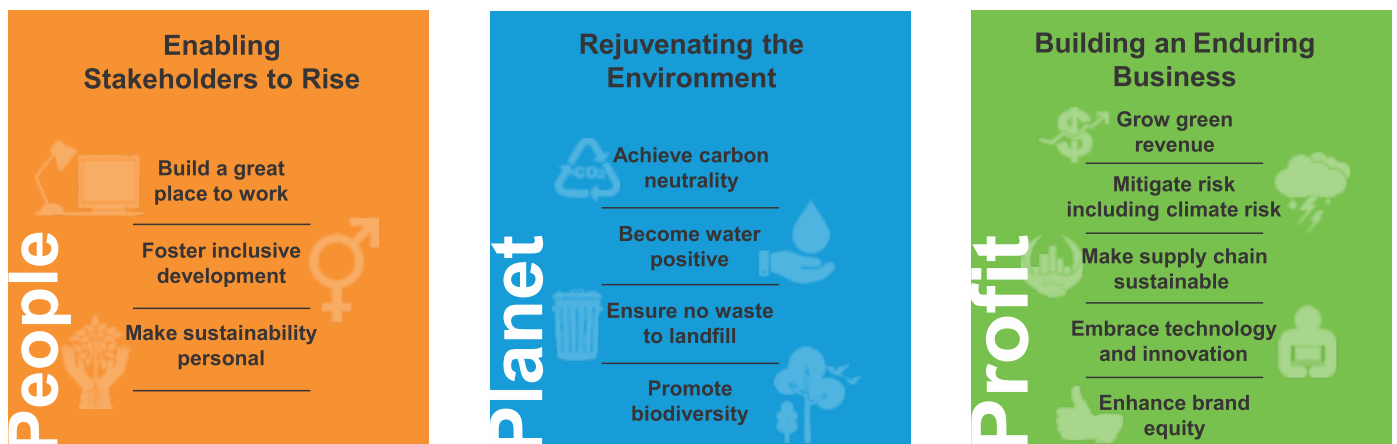 Enabling
Stakeholders to Rise
Build a great
place to work
Foster inclusive
development
Make sustainability
personal
People
Rejuvenating the
Environment
CO2
Achieve carbon
neutrality
Become water
positive
Ensure no waste
to landfill
Promote
biodiversity
Planet
Building an Enduring
Business
$
Grow green
revenue
Mitigate risk
including climate risk
Make supply chain
sustainable
Embrace technology
and innovation
Enhance brand
equity
Profit